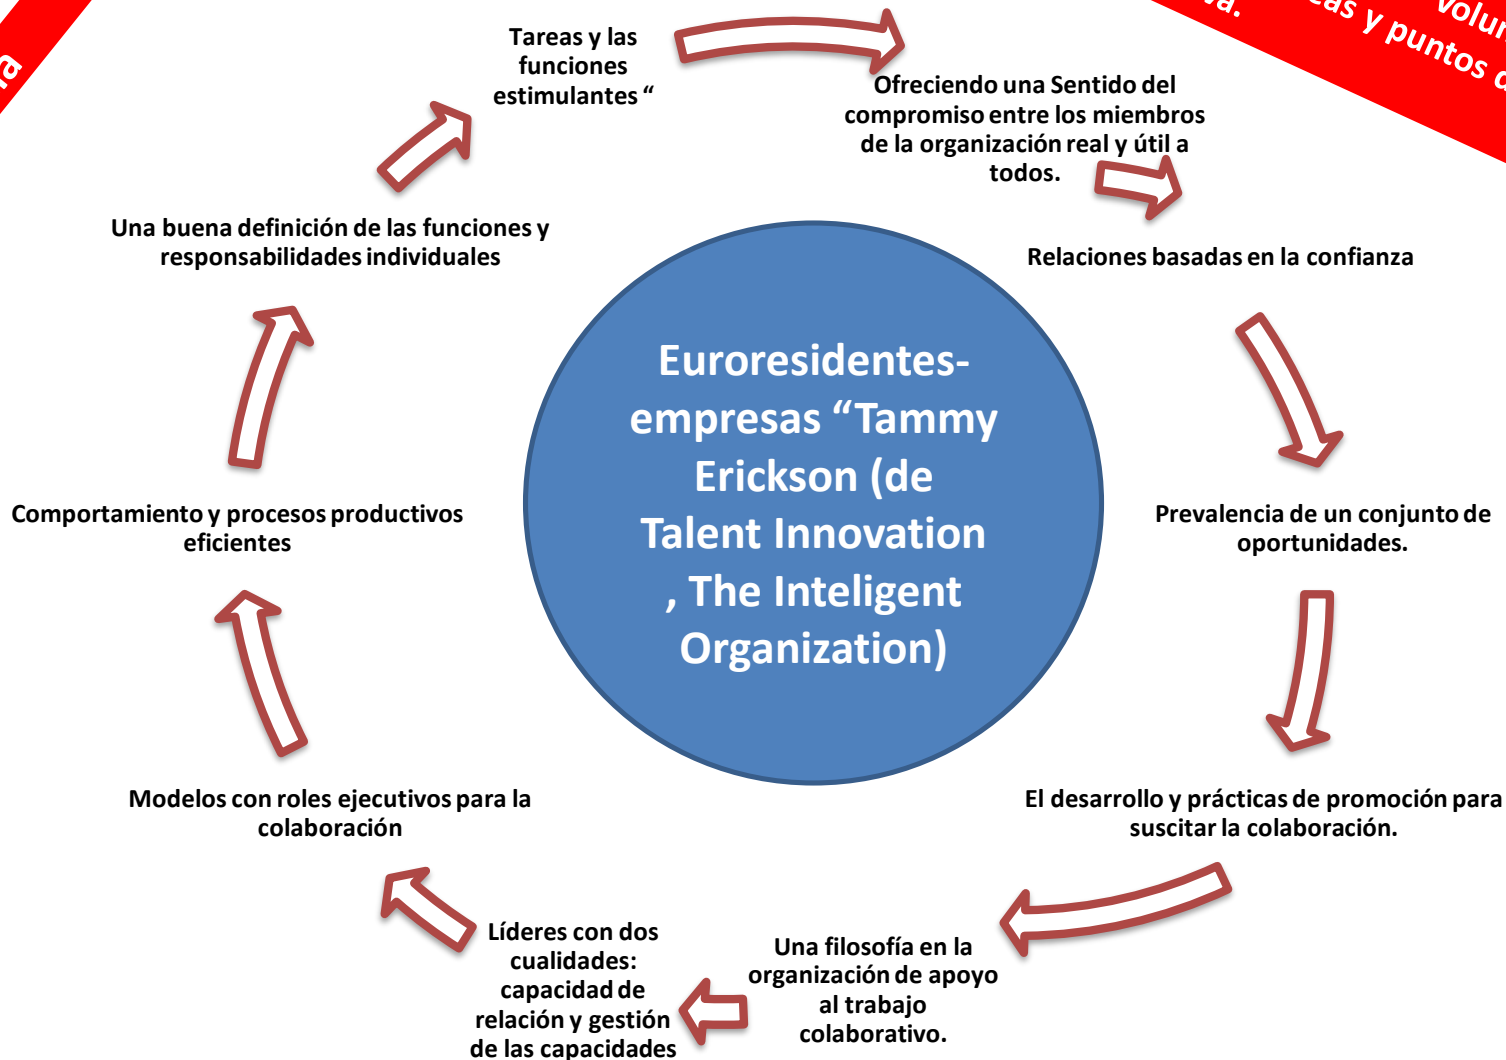 Tareas y las
funciones
estimulantes “
Ofreciendo una Sentido del
compromiso entre los miembros
de la organización real y útil a
todos.
Relaciones basadas en la confianza
Prevalencia de un conjunto de
oportunidades.
El desarrollo y prácticas de promoción para
suscitar la colaboración.
Una filosofía en la
organización de apoyo
al trabajo
colaborativo.
Líderes con dos
cualidades:
capacidad de
relación y gestión
de las capacidades
Modelos con roles ejecutivos para la
colaboración
Comportamiento y procesos productivos
eficientes
Una buena definición de las funciones y
responsabilidades individuales
Euroresidentes-
empresas “Tammy
Erickson (de
Talent Innovation
, The Inteligent
Organization)
y puntos